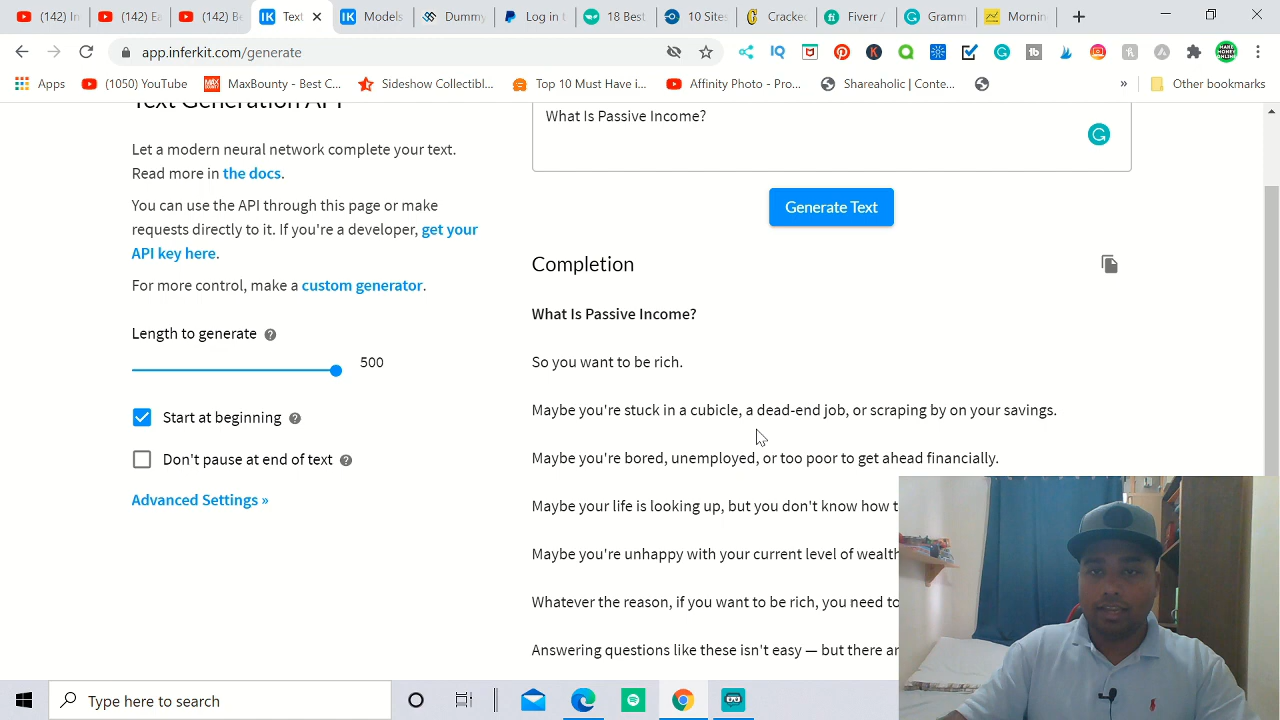 (142) In
(142) Ea
(142) Be
Text
Models
Dummy
Log in t
18 Best
10 Sites
Cracke
Fiverr /
Gramm
Mornin
app.inferkit.com/generate
Apps
(1050) YouTube
MaxBounty - Best C...
Sideshow Collectibl...
Top 10 Must Have i...
Affinity Photo - Pro...
Shareaholic | Conte...
Other bookmarks
Text Generation API
Let a modern neural network complete your text.
Read more in the docs.
You can use the API through this page or make
requests directly to it. If you're a developer, get your
API key here.
For more control, make a custom generator.
Length to generate
500
Start at beginning
Don't pause at end of text
Advanced Settings »
What Is Passive Income?
Generate Text
Completion
What Is Passive Income?
So you want to be rich.
Maybe you're stuck in a cubicle, a dead-end job, or scraping by on your savings.
Maybe you're bored, unemployed, or too poor to get ahead financially.
Maybe your life is looking up, but you don't know how t
Maybe you're unhappy with your current level of wealth
Whatever the reason, if you want to be rich, you need to
Answering questions like these isn't easy — but there ar
Type here to search